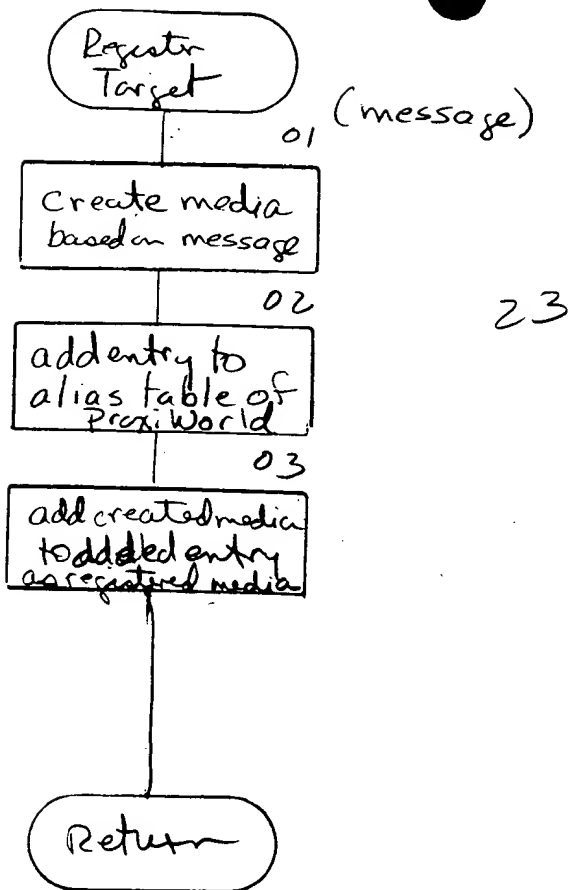 Register
Target
01 (message)
create media
based on message
02
23
add entry to
alias table of
ProxiWorld
03
add created media
to added entry
as registered media
Return